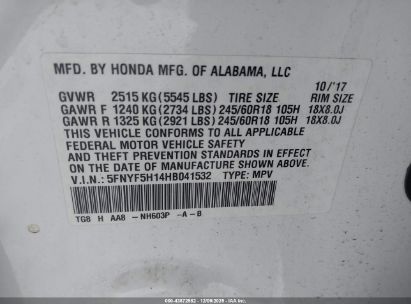 MFD. BY HONDA MFG. OF ALABAMA, LLC
10/'17
GVWR 2515 KG (5545 LBS) TIRE SIZE RIM SIZE
GAWR F 1240 KG (2734 LBS) 245/60R18 105H 18X8.0J
GAWR R 1325 KG (2921 LBS) 245/60R18 105H 18X8.0J
THIS VEHICLE CONFORMS TO ALL APPLICABLE
FEDERAL MOTOR VEHICLE SAFETY
STANDARDS IN EFFECT ON THE DATE
OF MANUFACTURE SHOWN ABOVE.
V.I.N.: 5FNYF5H14HB041532 TYPE: MPV
TG8 H AA8 - NH603P -A-B